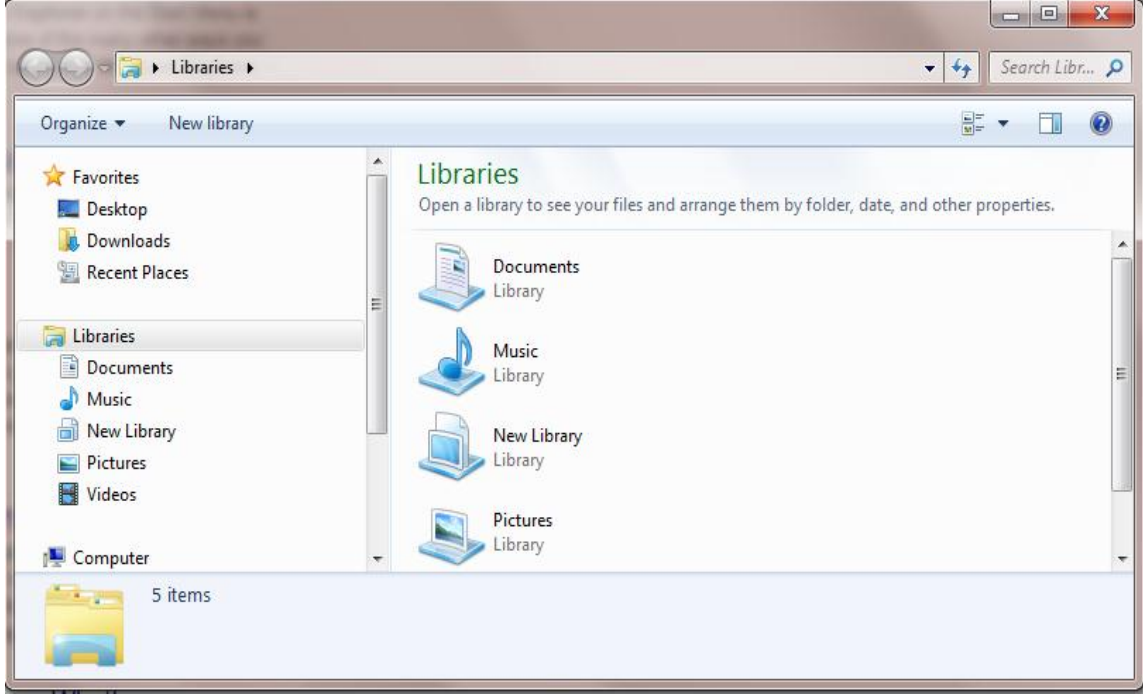 Libraries
Search Libr...
Organize
New library
Favorites
Desktop
Downloads
Recent Places
Libraries
Documents
Music
New Library
Pictures
Videos
Computer
Libraries
Open a library to see your files and arrange them by folder, date, and other properties.
Documents
Library
Music
Library
New Library
Library
Pictures
Library
5 items